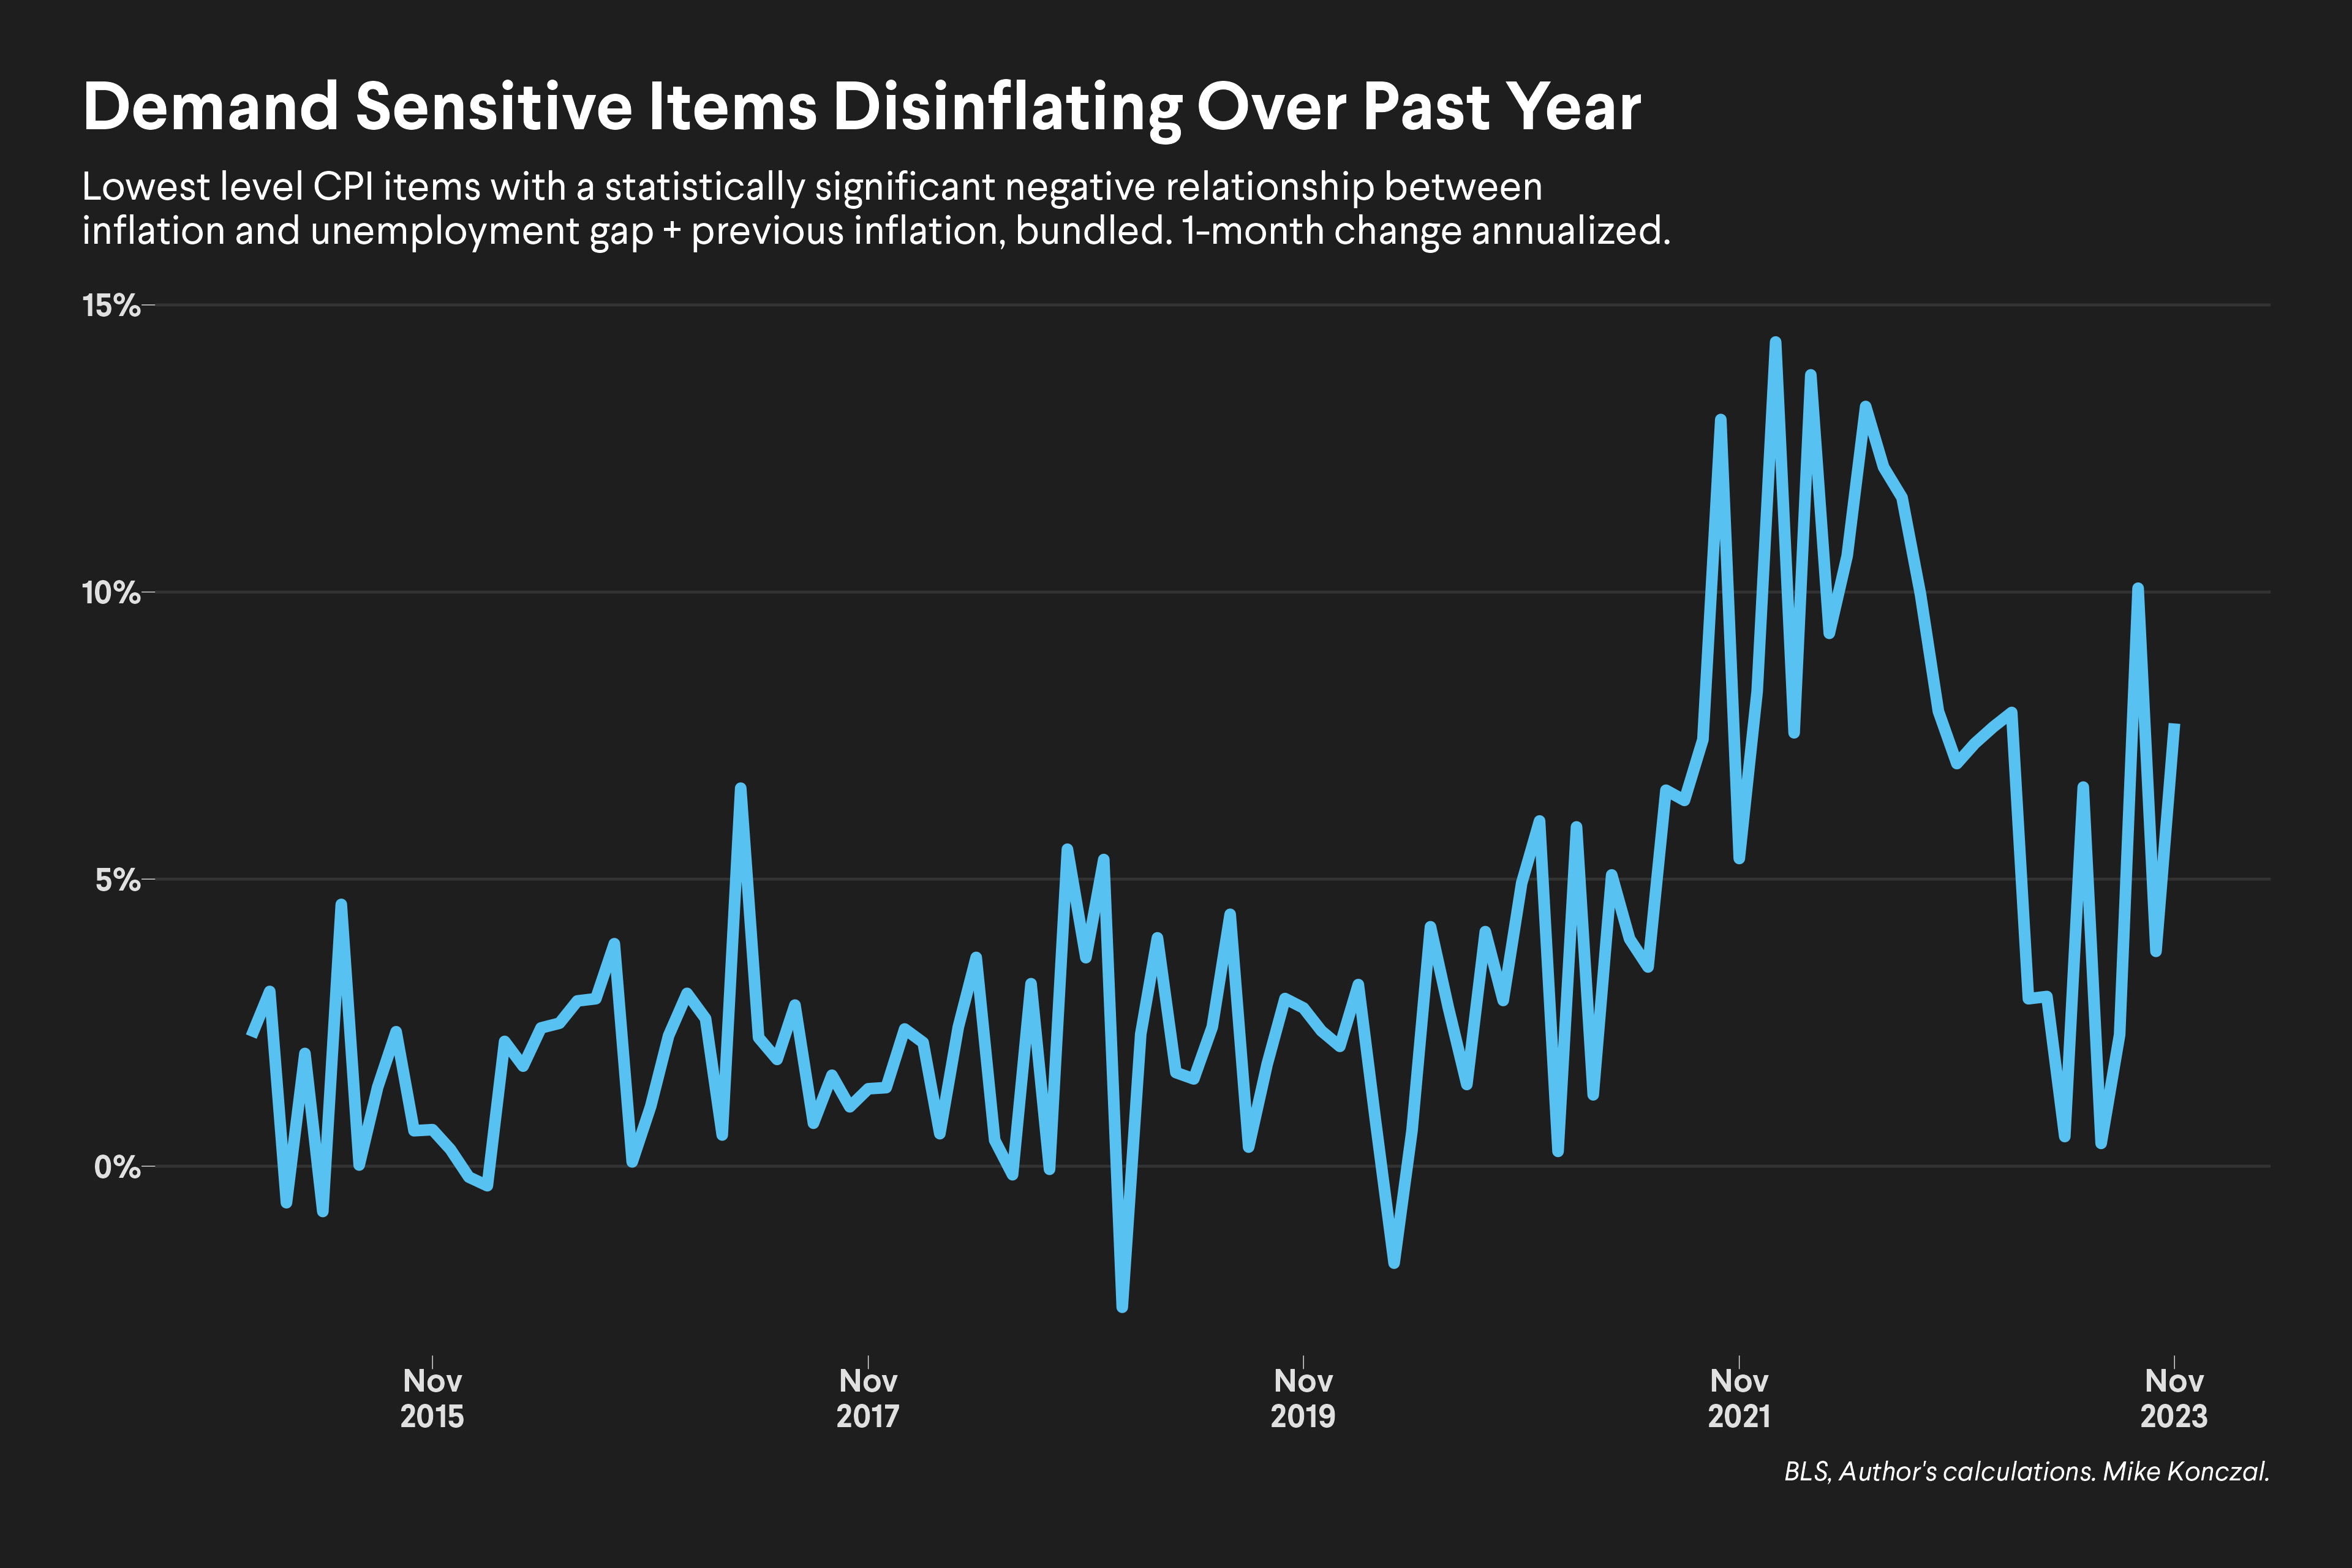 Demand Sensitive Items Disinflating Over Past Year
Lowest level CPI items with a statistically significant negative relationship between
inflation and unemployment gap + previous inflation, bundled. 1-month change annualized.
15%
10%
5%
0%
Nov
2015
Nov
2017
Nov
2019
Nov
2021
Nov
2023
BLS, Author's calculations. Mike Konczal.